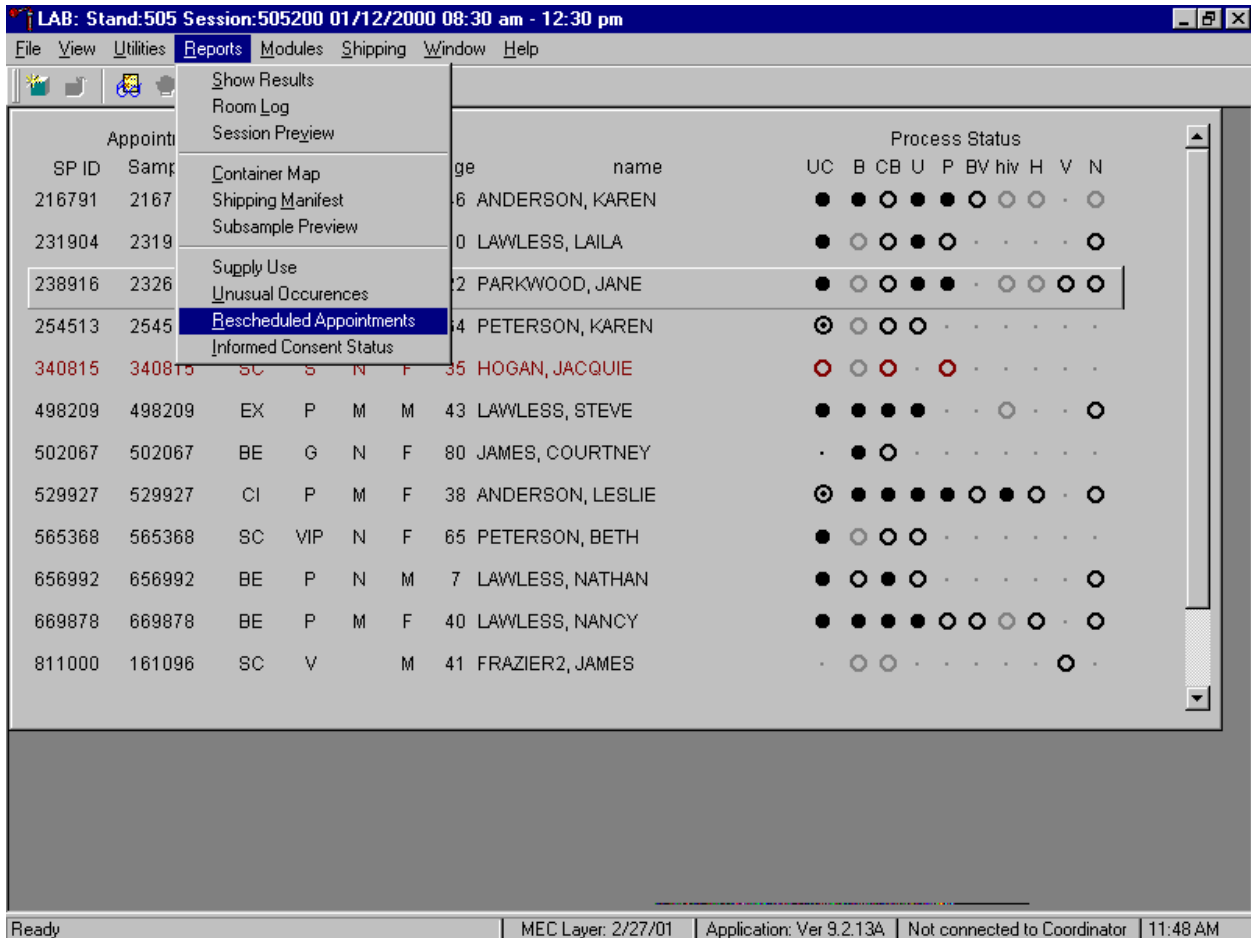 LAB: Stand:505 Session:505200 01/12/2000 08:30 am - 12:30 pm
File View Utilities Reports Modules Shipping Window Help
Show Results
Room Log
Session Preview
Container Map
Shipping Manifest
Subsample Preview
Supply Use
Unusual Occurences
Rescheduled Appointments
Informed Consent Status
Process Status
SP ID name UC B CB U P BV hiv H V N
216791 2167 ANDERSON, KAREN
231904 2319 LAWLESS, LAILA
238916 2326 PARKWOOD, JANE
254513 2545 PETERSON, KAREN
340815 340815 SC S N F 35 HOGAN, JACQUIE
498209 498209 EX P M M 43 LAWLESS, STEVE
502067 502067 BE G N F 80 JAMES, COURTNEY
529927 529927 CI P M F 38 ANDERSON, LESLIE
565368 565368 SC VIP N F 65 PETERSON, BETH
656992 656992 BE P N M 7 LAWLESS, NATHAN
669878 669878 BE P M F 40 LAWLESS, NANCY
811000 161096 SC V M 41 FRAZIER2, JAMES
Ready MEC Layer: 2/27/01 Application: Ver 9.2.13A Not connected to Coordinator 11:48 AM